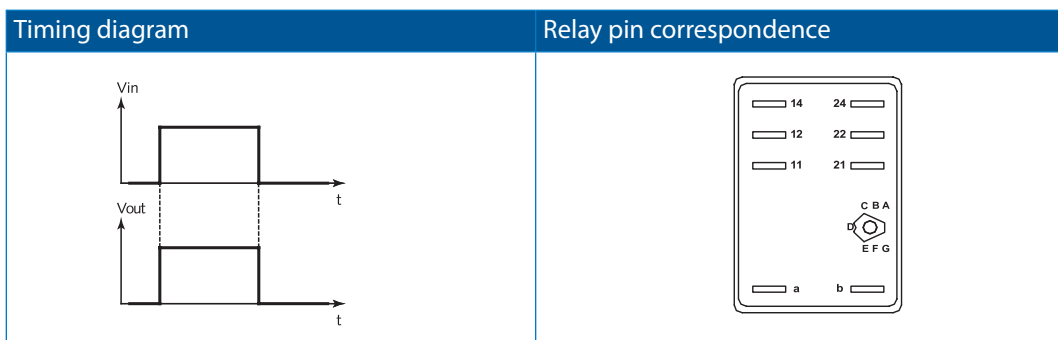 Timing diagram
Relay pin correspondence
Vin
t
Vout
t
14 24
12 22
11 21
C B A
D
E F G
a b